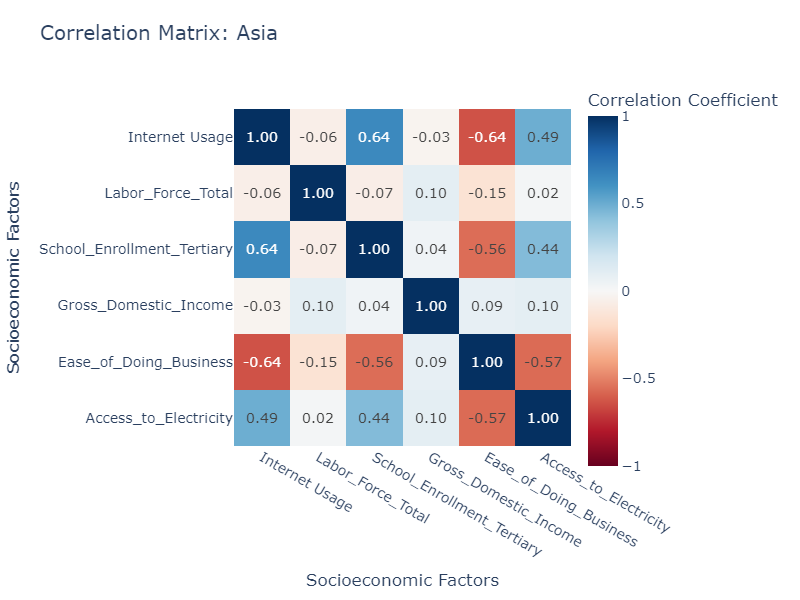 Correlation Matrix: Asia
Correlation Coefficient
Socioeconomic Factors
Internet Usage 1.00 -0.06 0.64 -0.03 -0.64 0.49
Labor_Force_Total -0.06 1.00 -0.07 0.10 -0.15 0.02
School_Enrollment_Tertiary 0.64 -0.07 1.00 0.04 -0.56 0.44
Gross_Domestic_Income -0.03 0.10 0.04 1.00 0.09 0.10
Ease_of_Doing_Business -0.64 -0.15 -0.56 0.09 1.00 -0.57
Access_to_Electricity 0.49 0.02 0.44 0.10 -0.57 1.00
1
0.5
0
−0.5
−1
Internet Usage
Labor_Force_Total
School_Enrollment_Tertiary
Gross_Domestic_Income
Ease_of_Doing_Business
Access_to_Electricity
Socioeconomic Factors